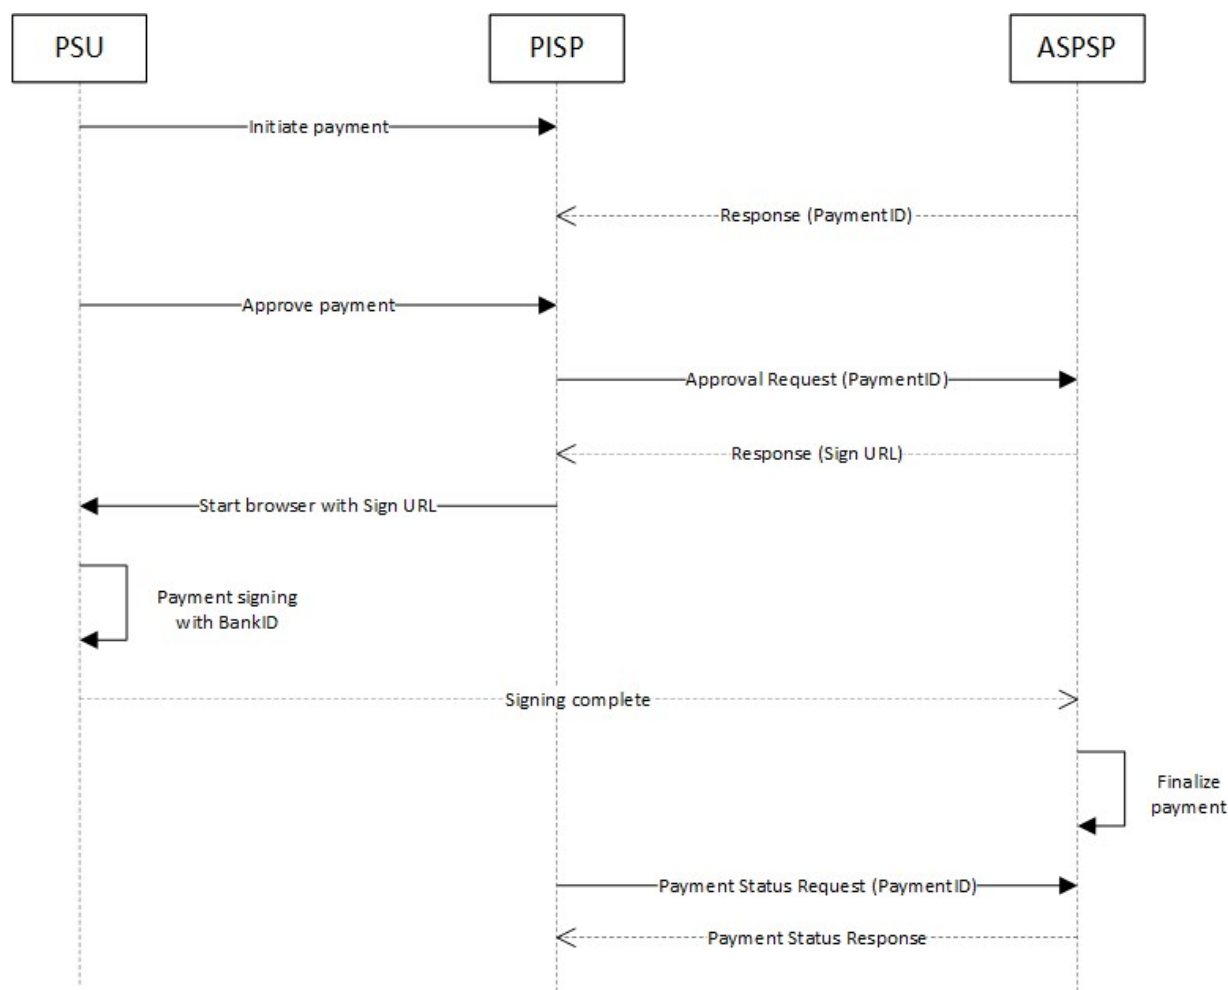 PSU
PISP
ASPSP
Initiate payment
Response (PaymentID)
Approve payment
Approval Request (PaymentID)
Response (Sign URL)
Start browser with Sign URL
Payment signing
with BankID
Signing complete
Finalize
payment
Payment Status Request (PaymentID)
Payment Status Response